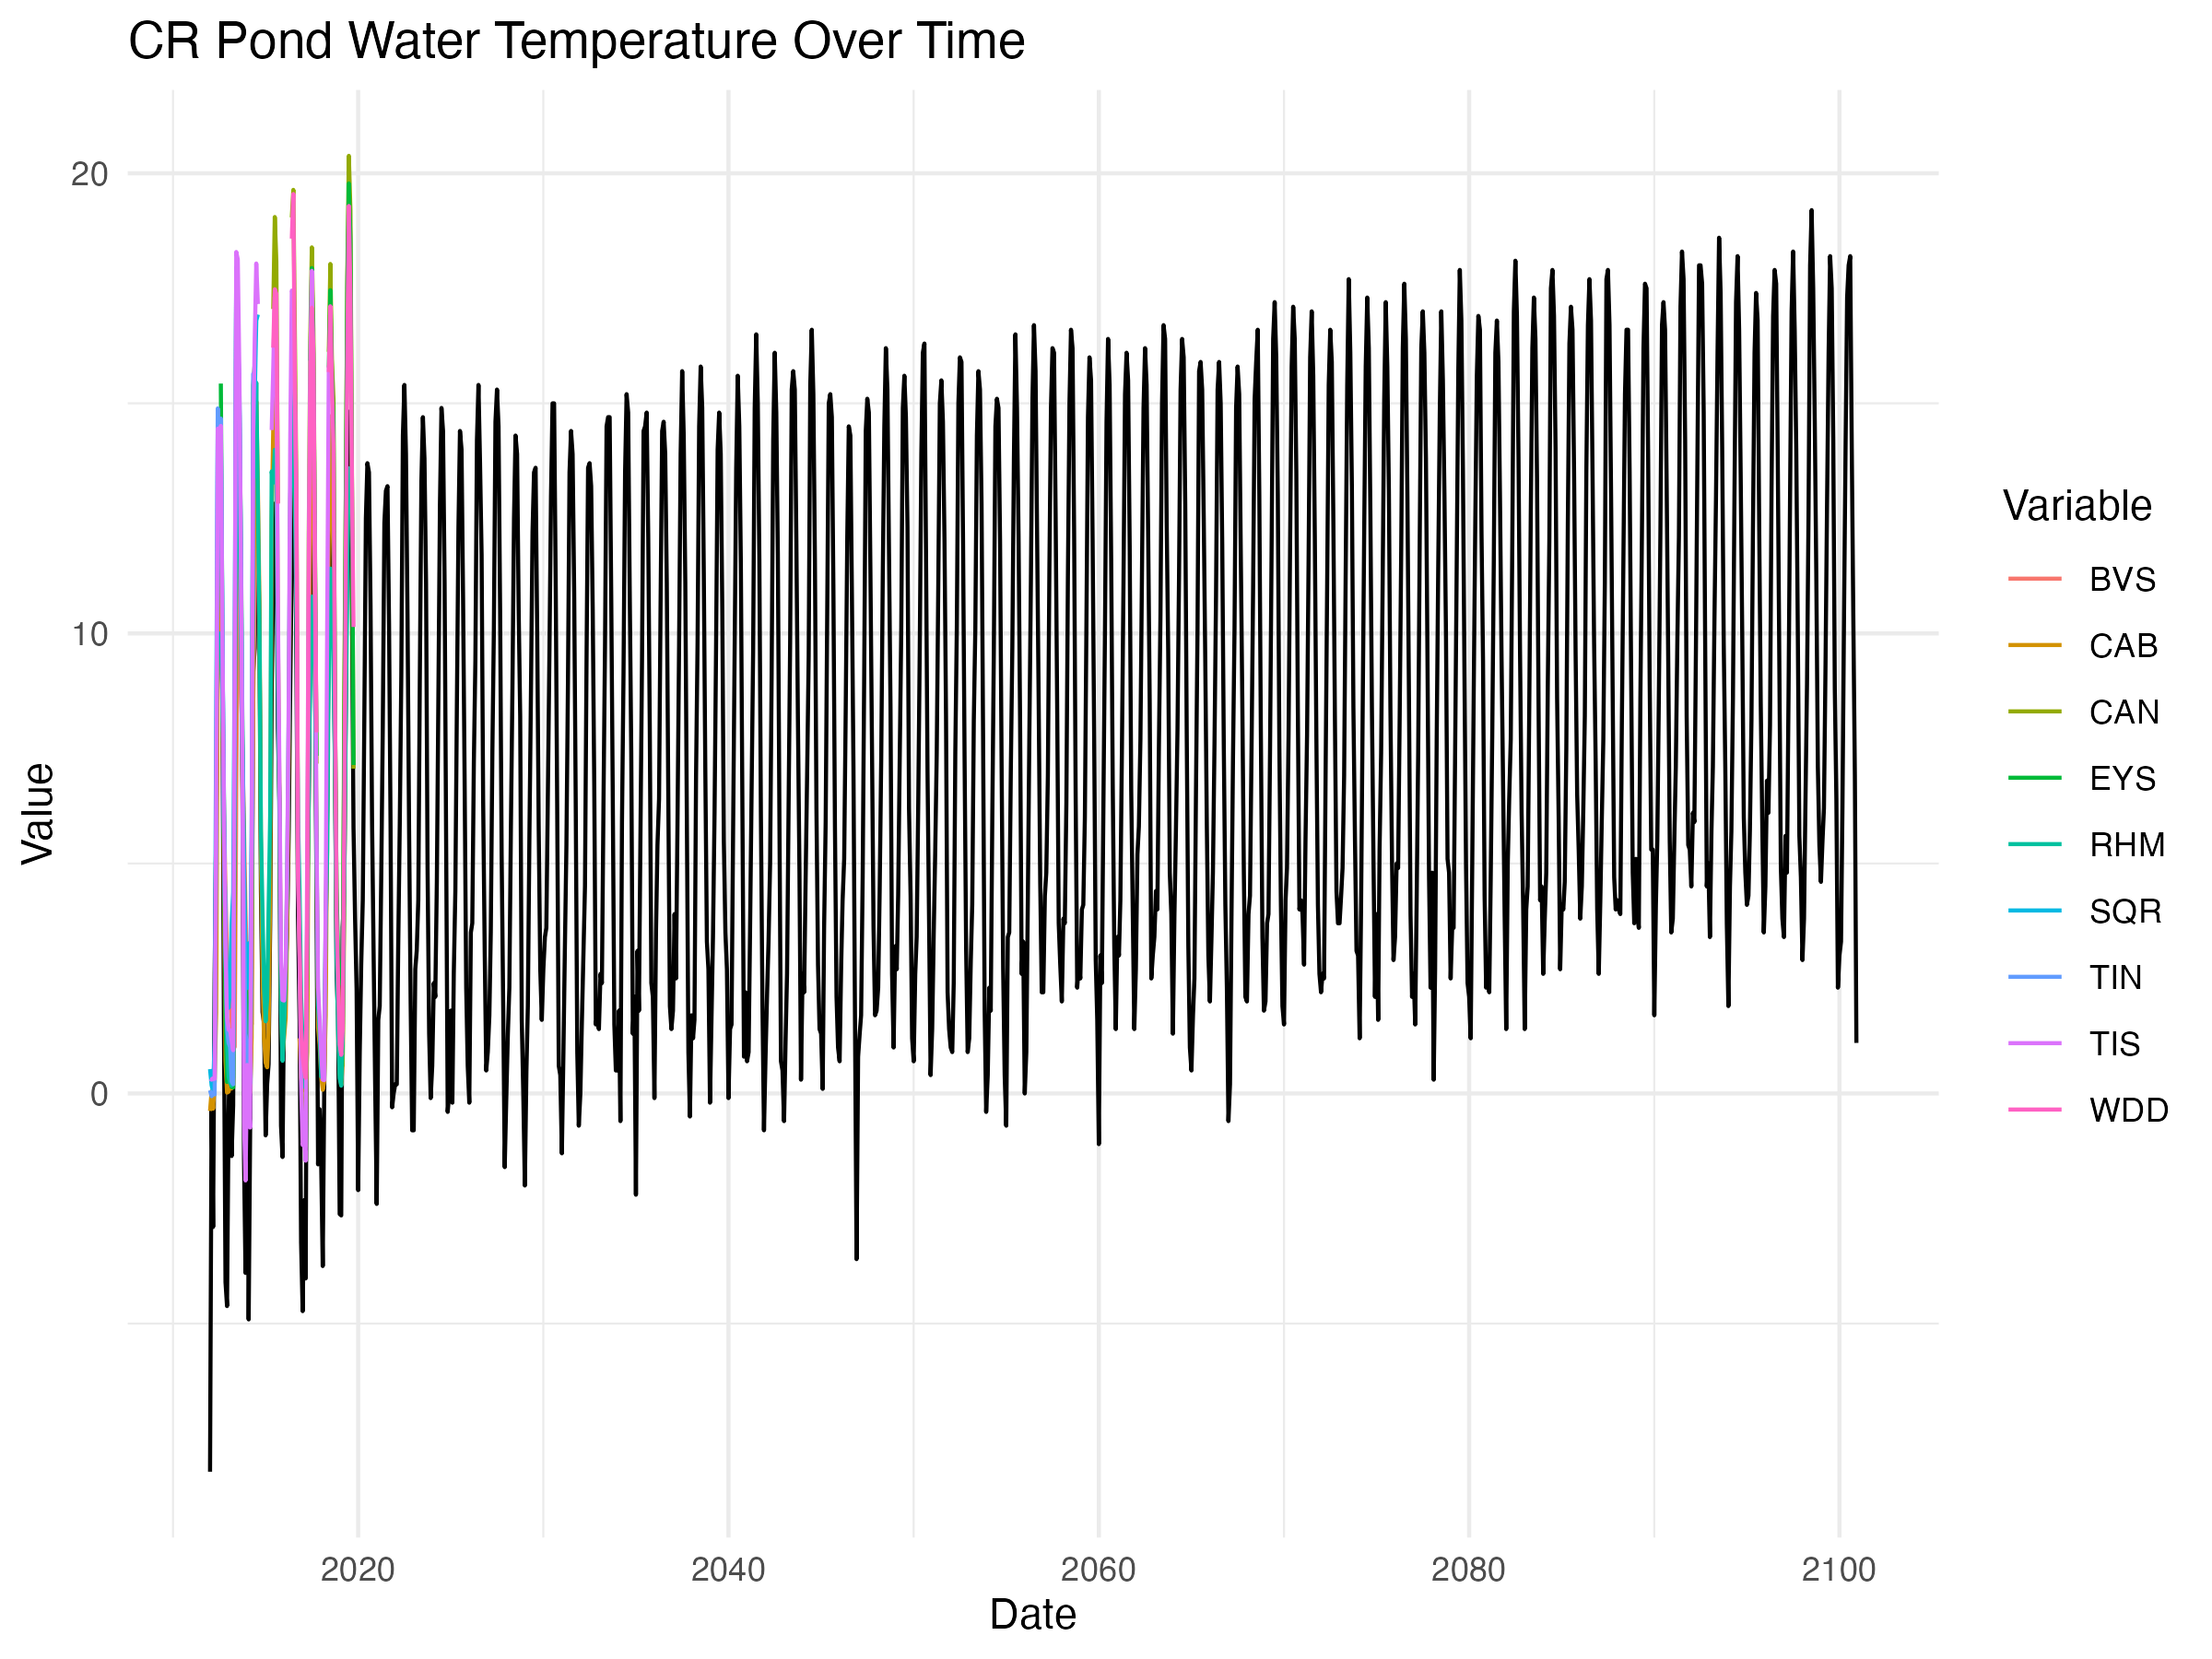 CR Pond Water Temperature Over Time
20
10
0
Value
2020
2040
2060
2080
2100
Date
Variable
BVS
CAB
CAN
EYS
RHM
SQR
TIN
TIS
WDD